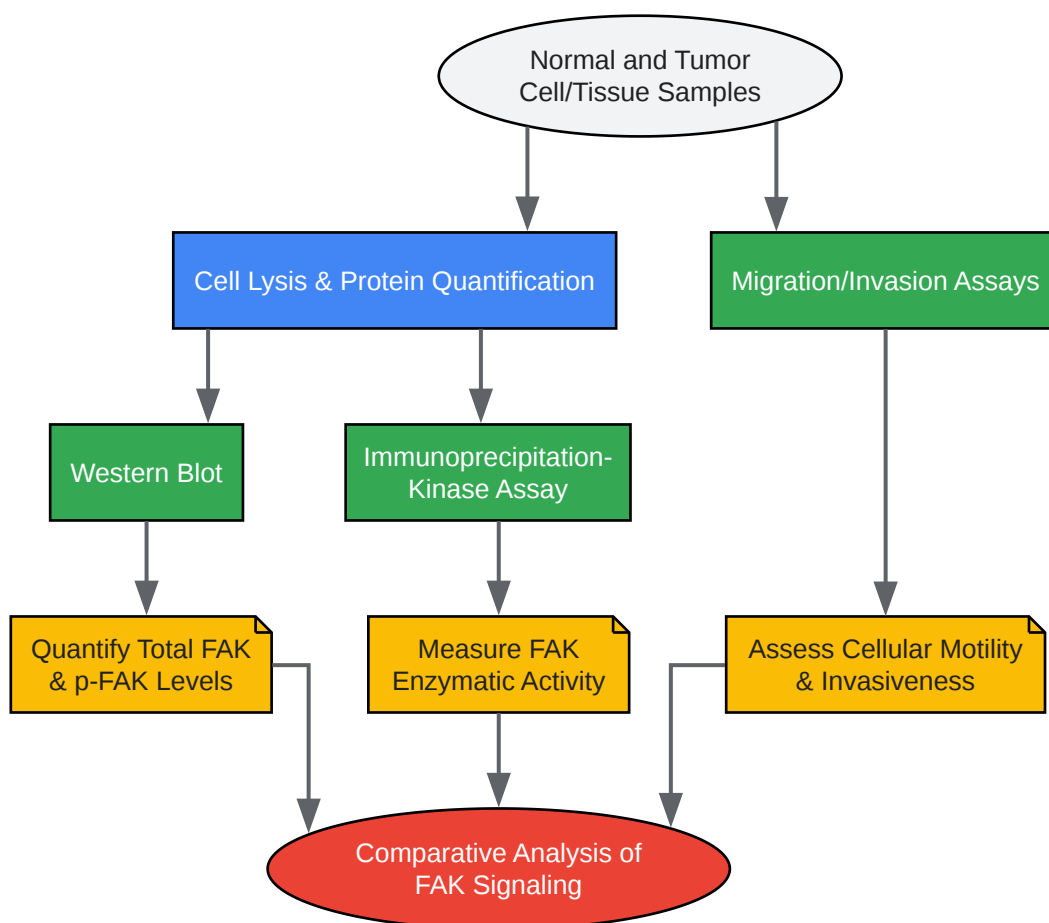 Normal and Tumor
Cell/Tissue Samples
Cell Lysis & Protein Quantification
Migration/Invasion Assays
Western Blot
Immunoprecipitation-
Kinase Assay
Quantify Total FAK
& p-FAK Levels
Measure FAK
Enzymatic Activity
Assess Cellular Motility
& Invasiveness
Comparative Analysis of
FAK Signaling